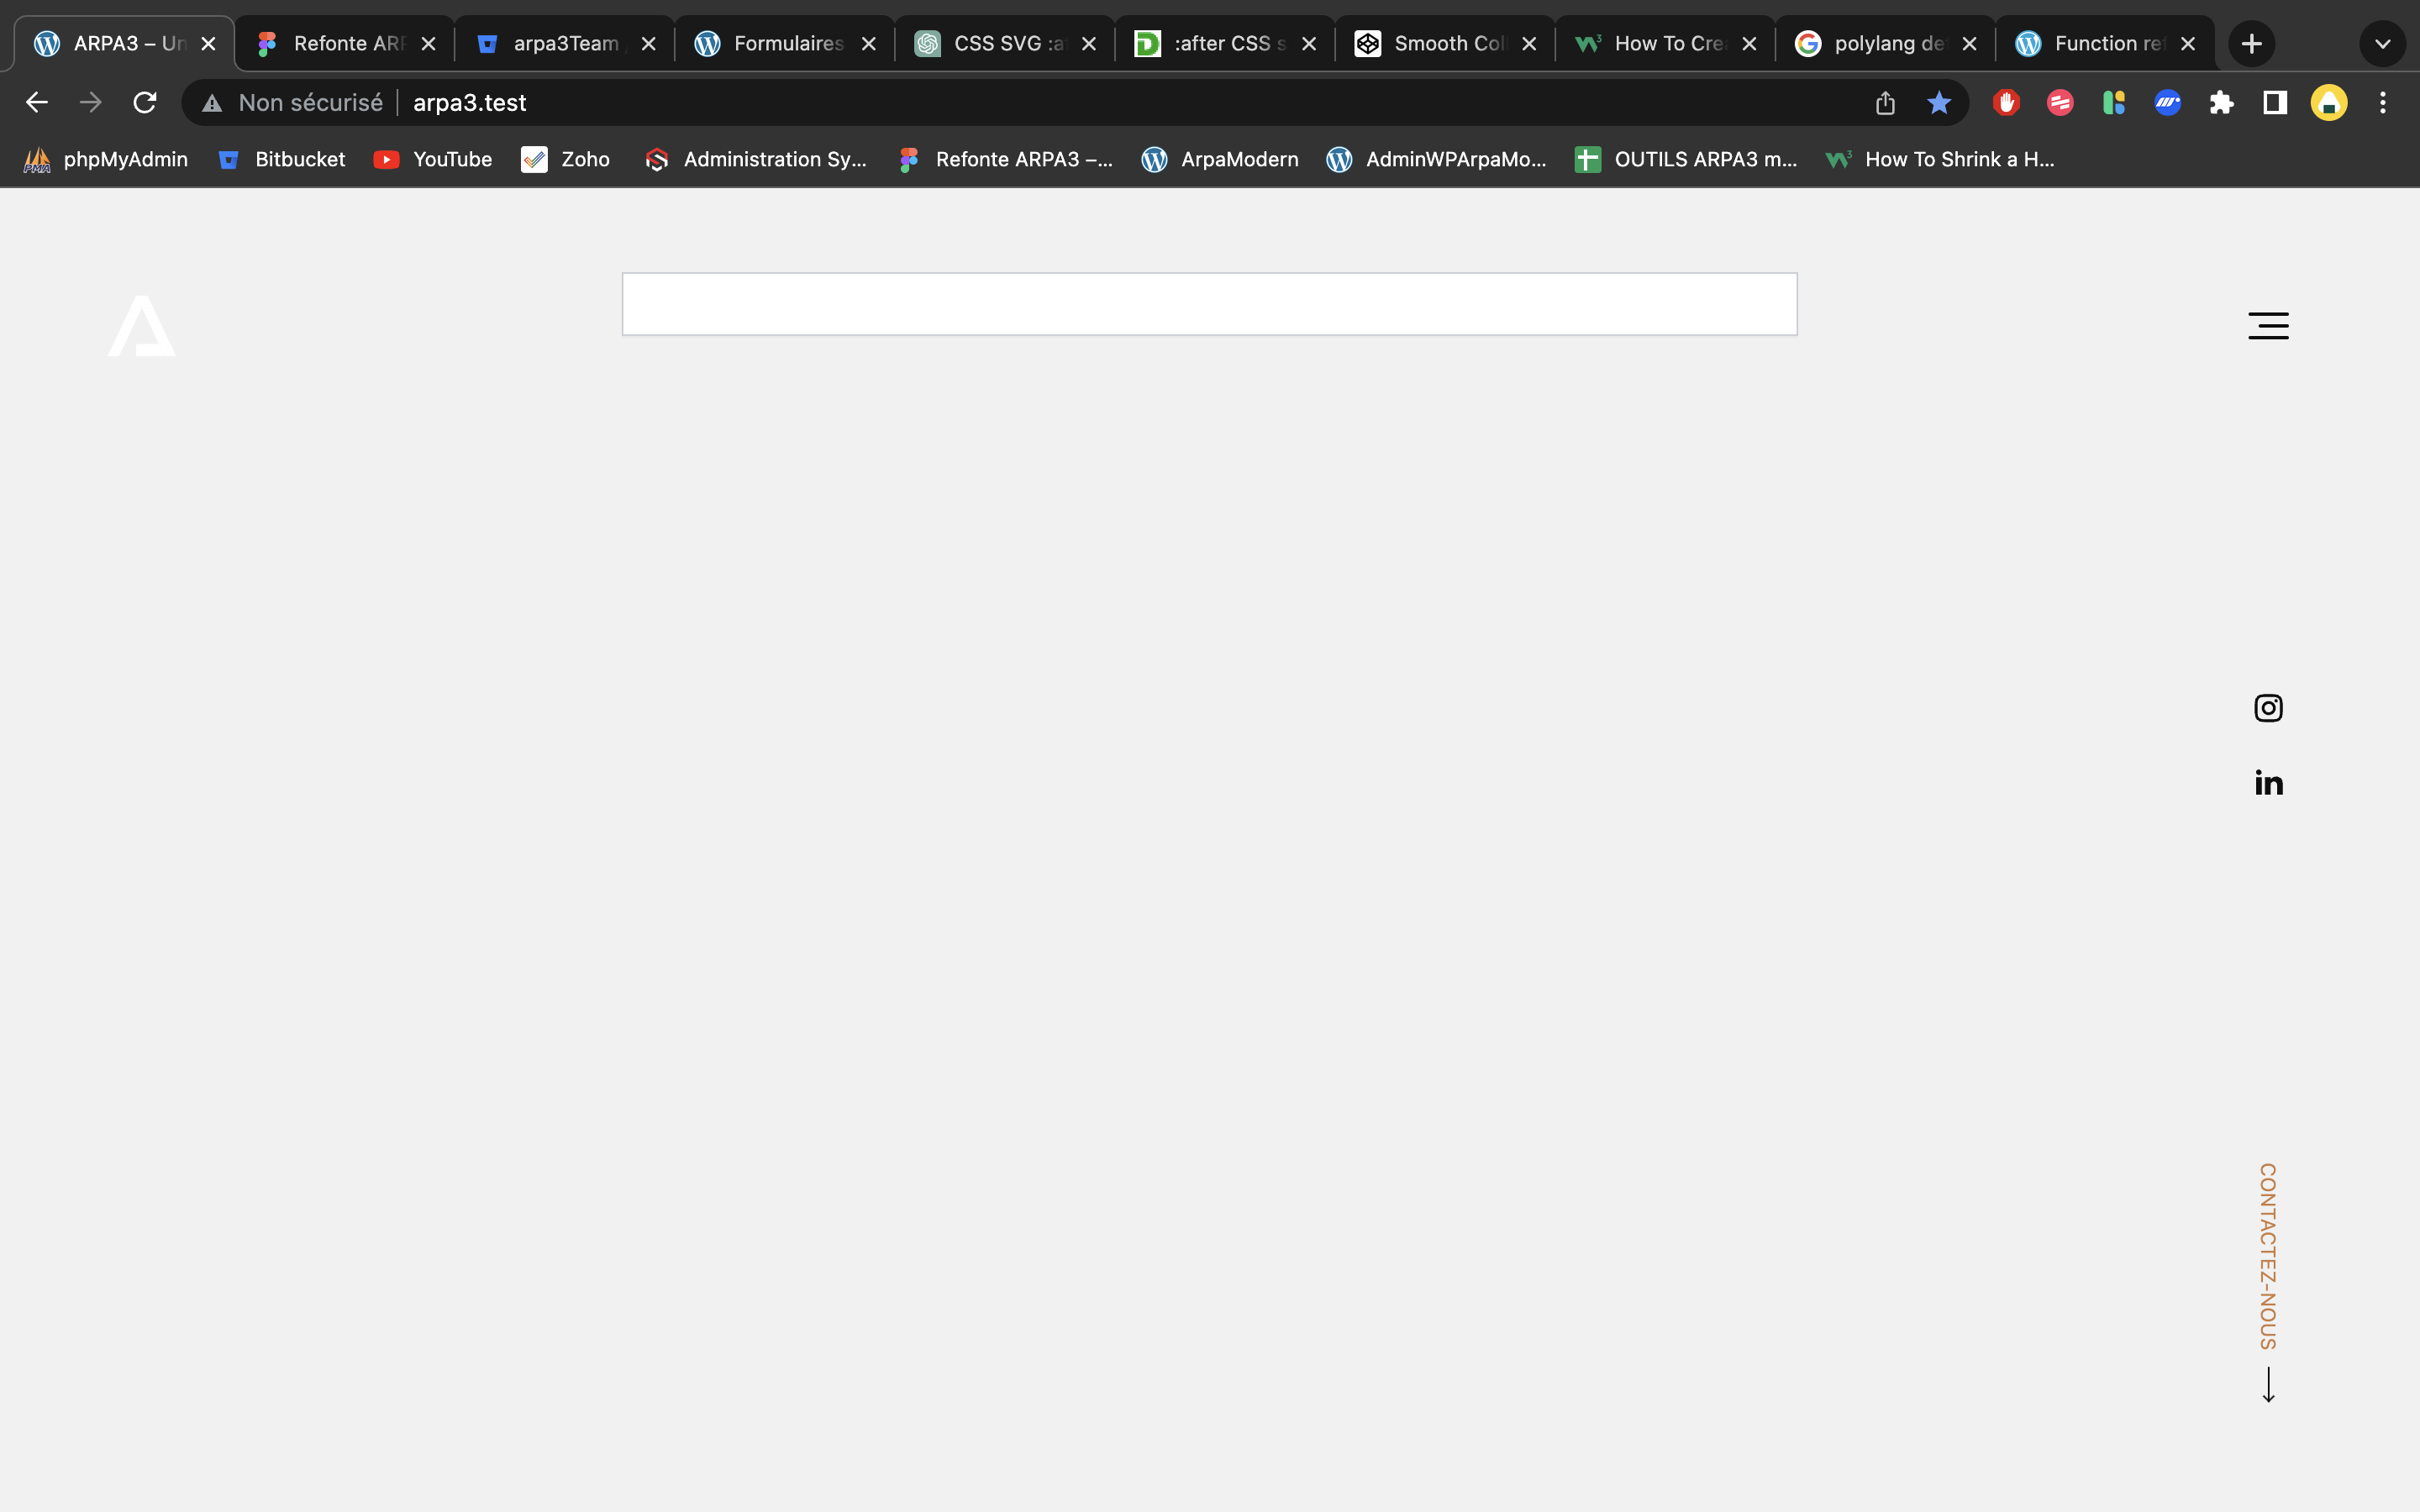 ARPA3 – Un
Refonte ARP
arpa3Team
Formulaires
CSS SVG :a
:after CSS s
Smooth Col
How To Cre
polylang de
Function re
Non sécurisé
arpa3.test
phpMyAdmin
Bitbucket
YouTube
Zoho
Administration Sy...
Refonte ARPA3 –...
ArpaModern
AdminWPArpaMo...
OUTILS ARPA3 m...
How To Shrink a H...
CONTACTEZ-NOUS